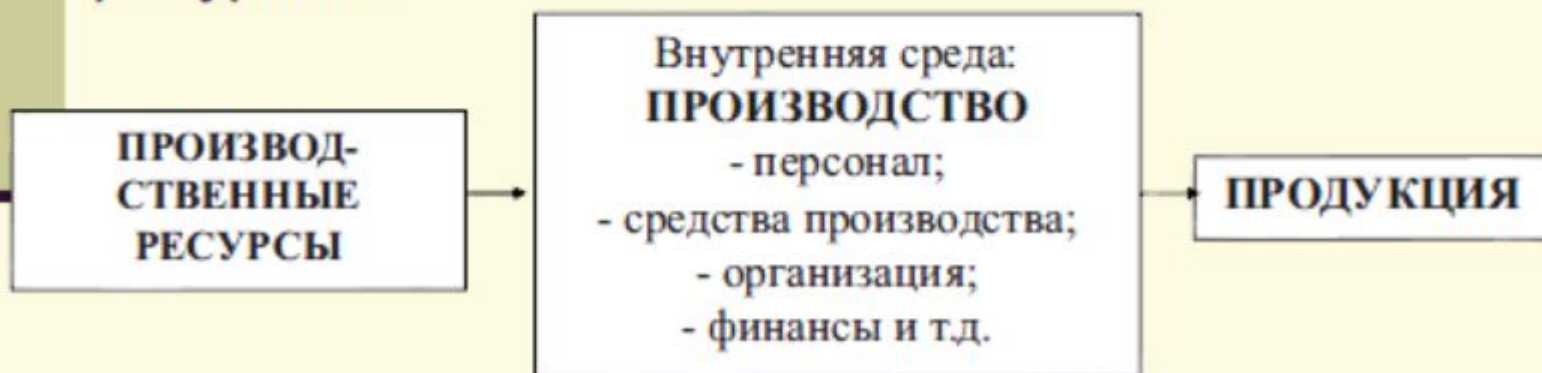 ПРОИЗВОД-
СТВЕННЫЕ
РЕСУРСЫ
Внутренняя среда:
ПРОИЗВОДСТВО
- персонал;
- средства производства;
- организация;
- финансы и т.д.
ПРОДУКЦИЯ